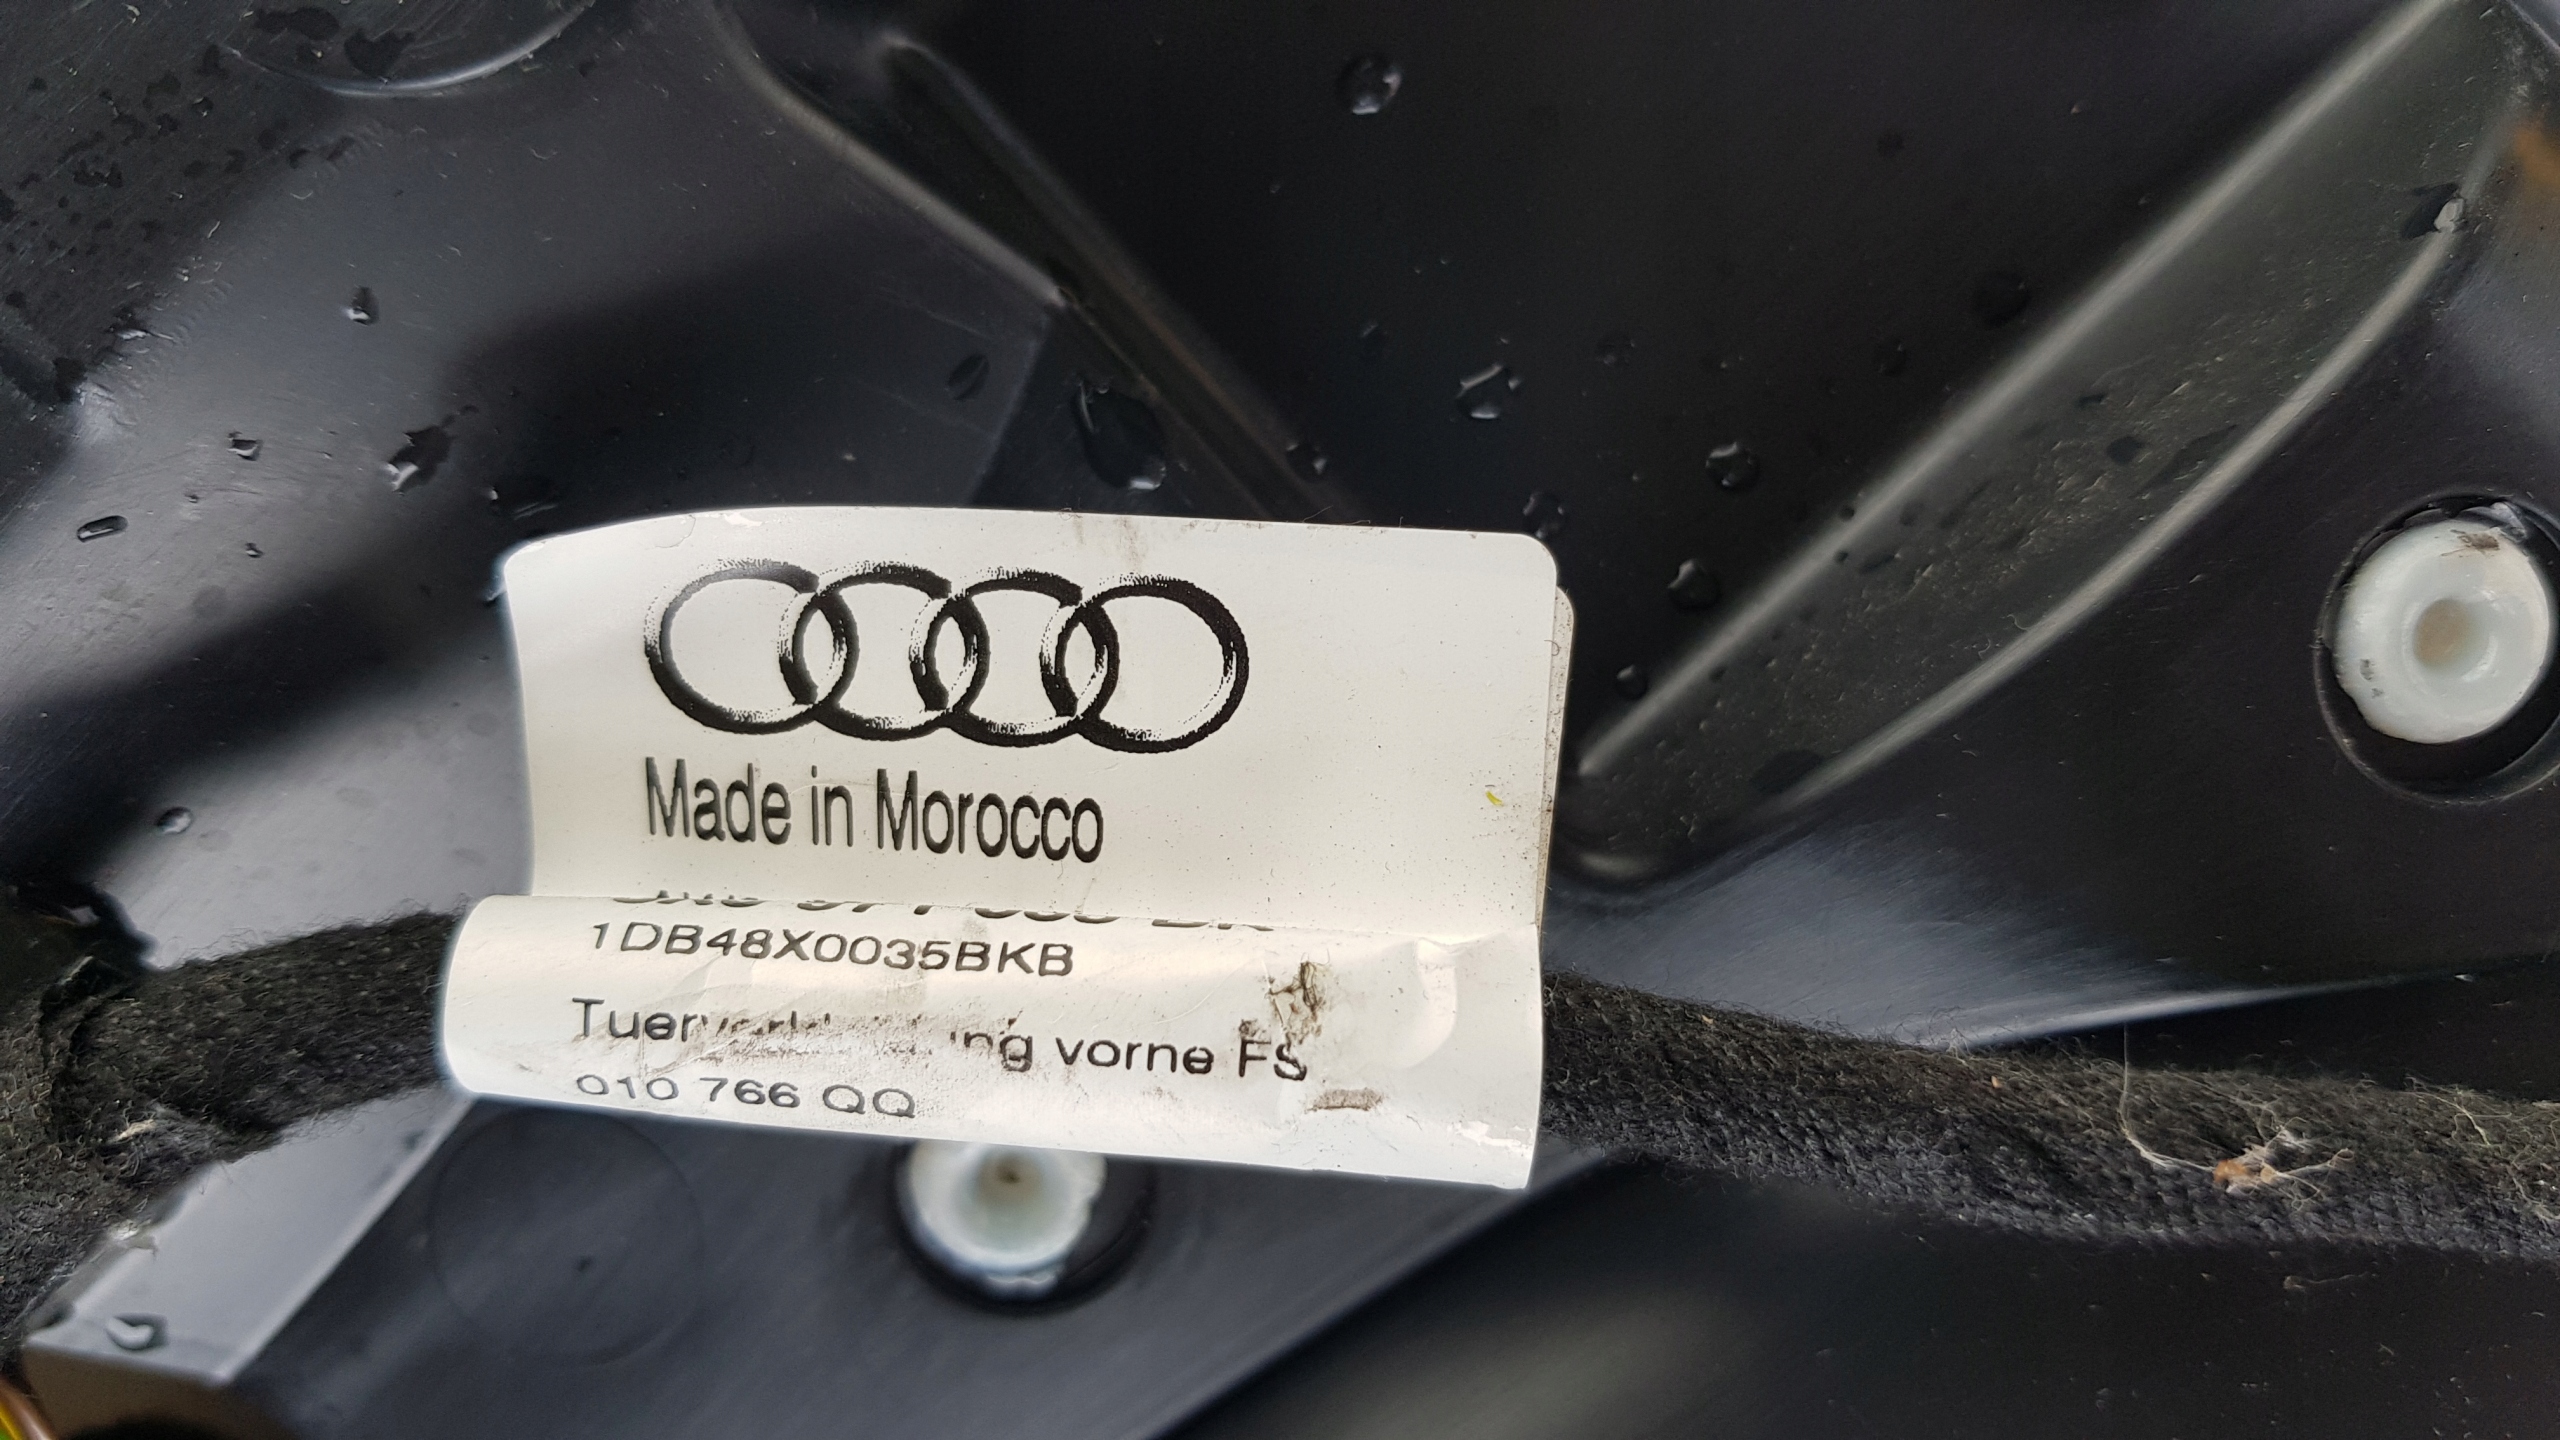 Made in Morocco
1DB48X0035BKB
vorne FS
010 766 QQ